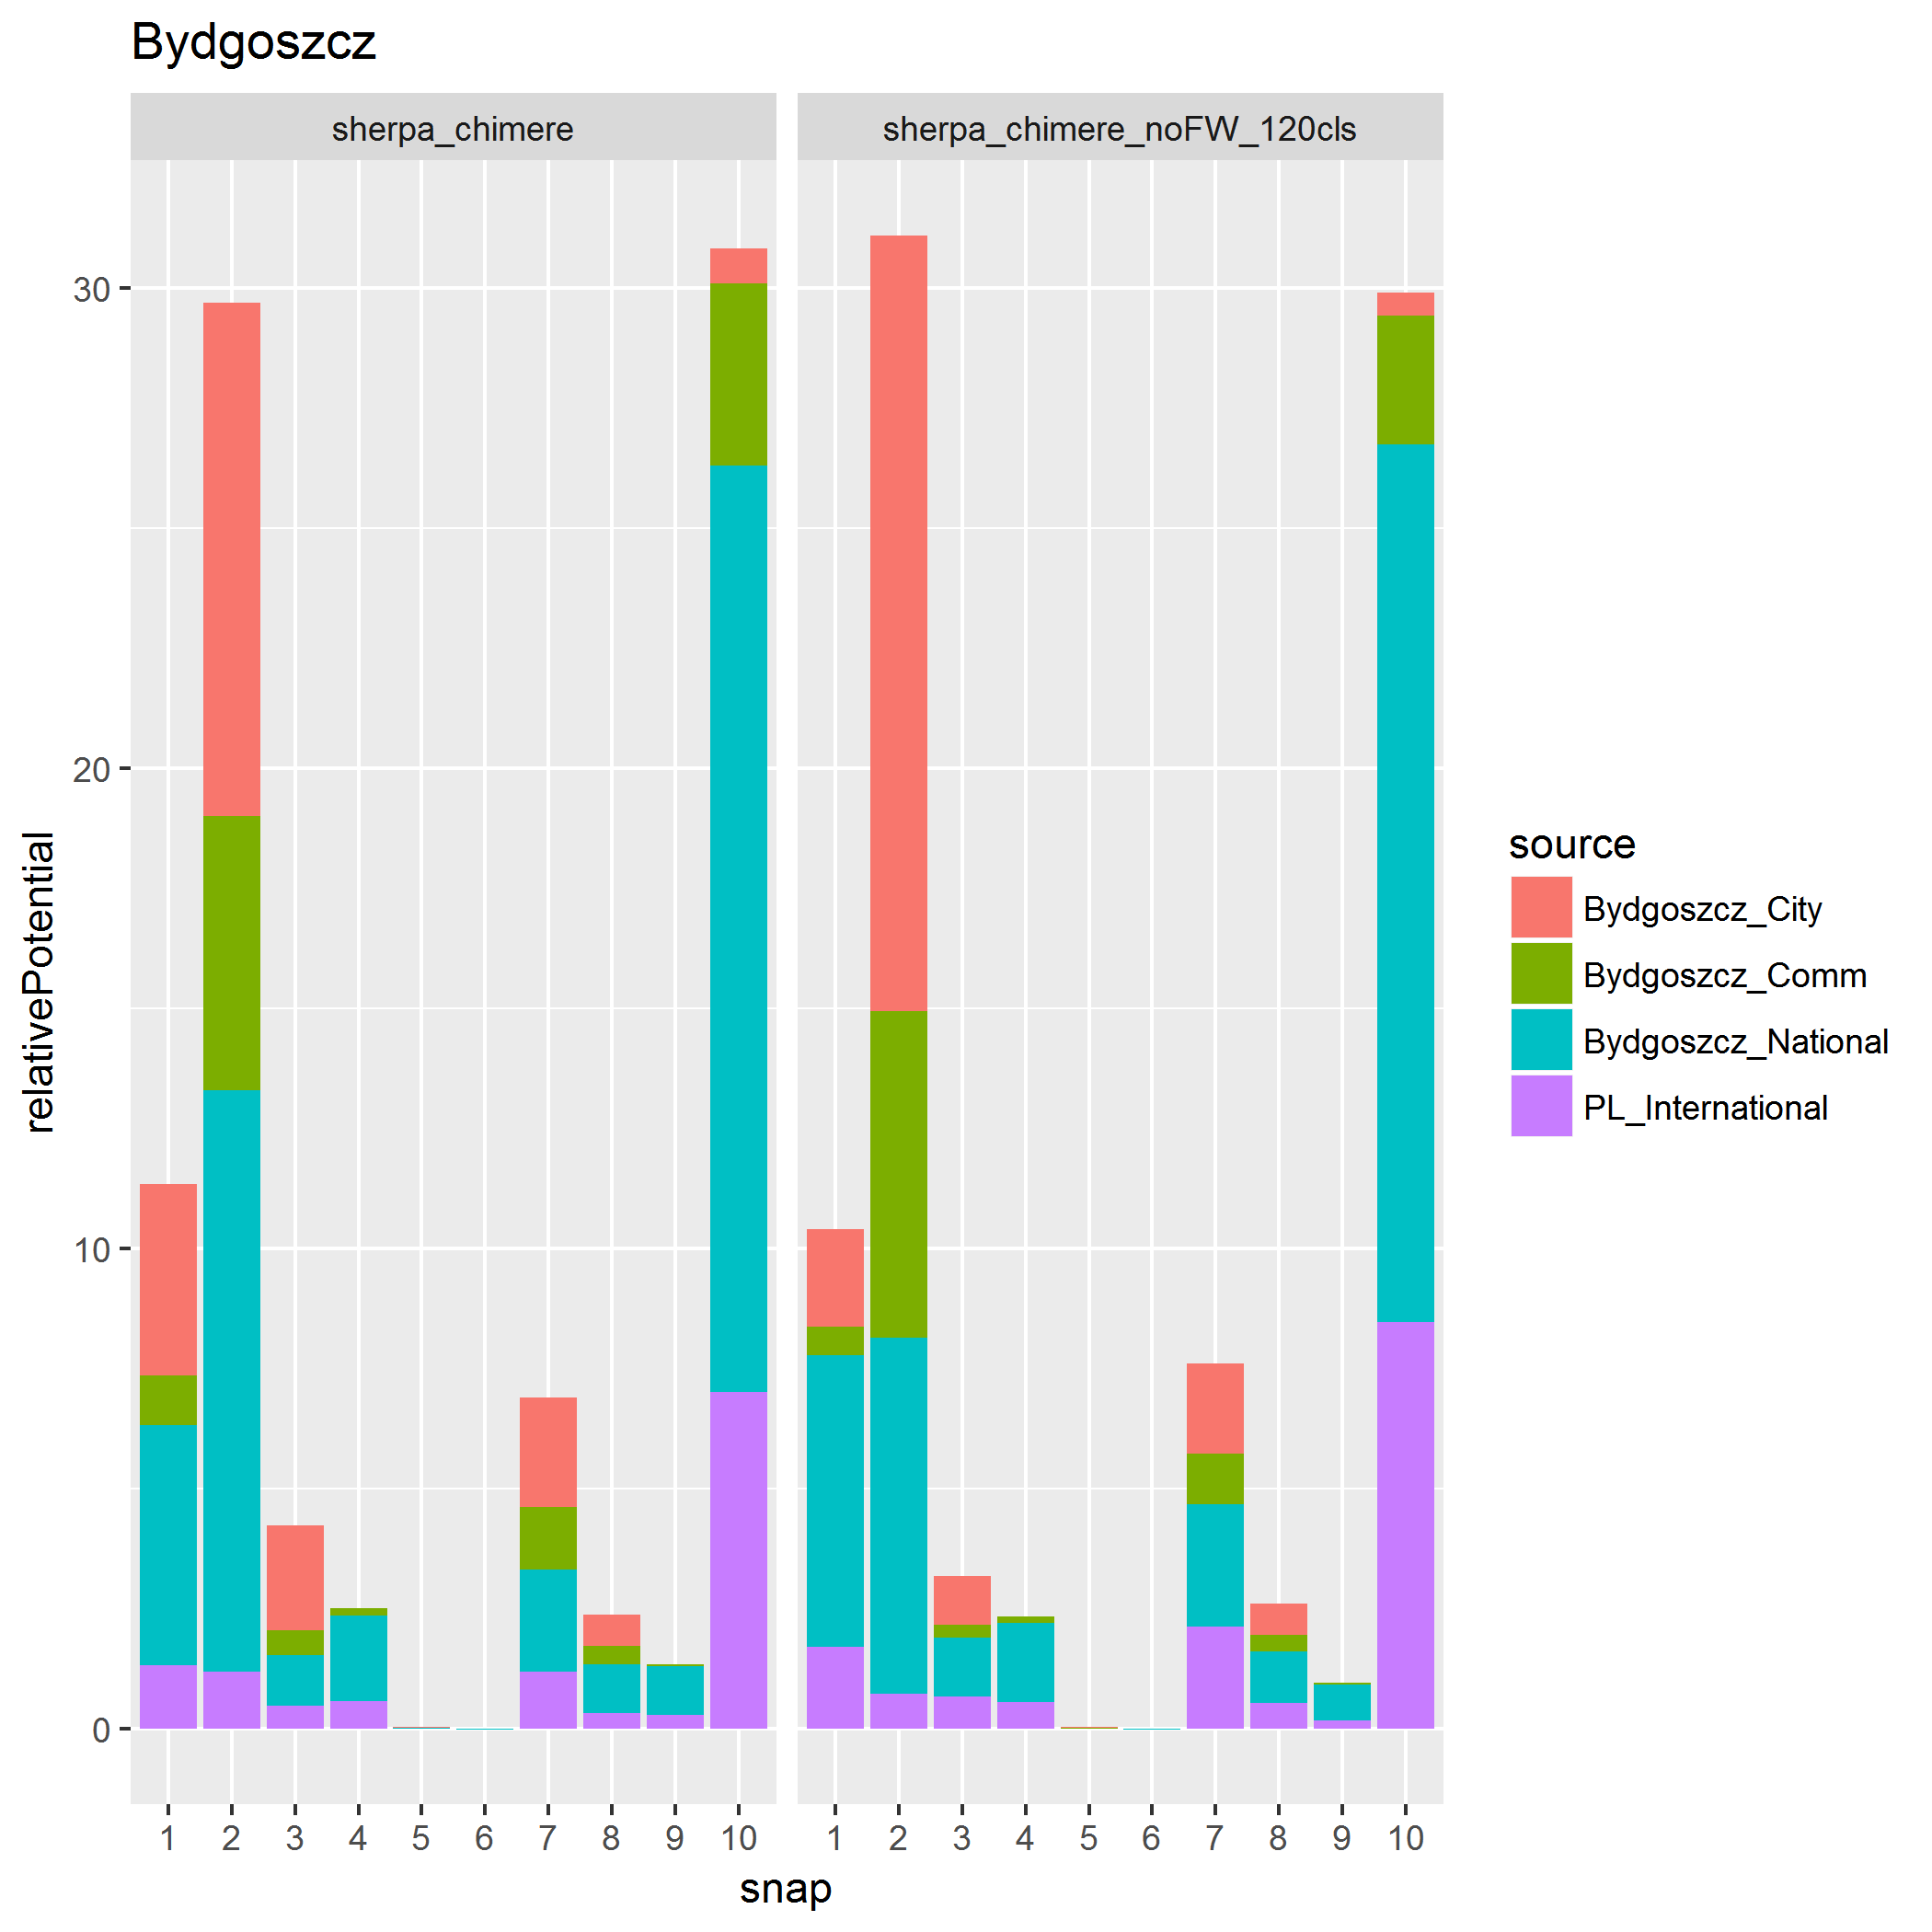 Bydgoszcz
sherpa_chimere
sherpa_chimere_noFW_120cls
30
20
10
0
relativePotential
1 2 3 4 5 6 7 8 9 10
1 2 3 4 5 6 7 8 9 10
snap
source
Bydgoszcz_City
Bydgoszcz_Comm
Bydgoszcz_National
PL_International